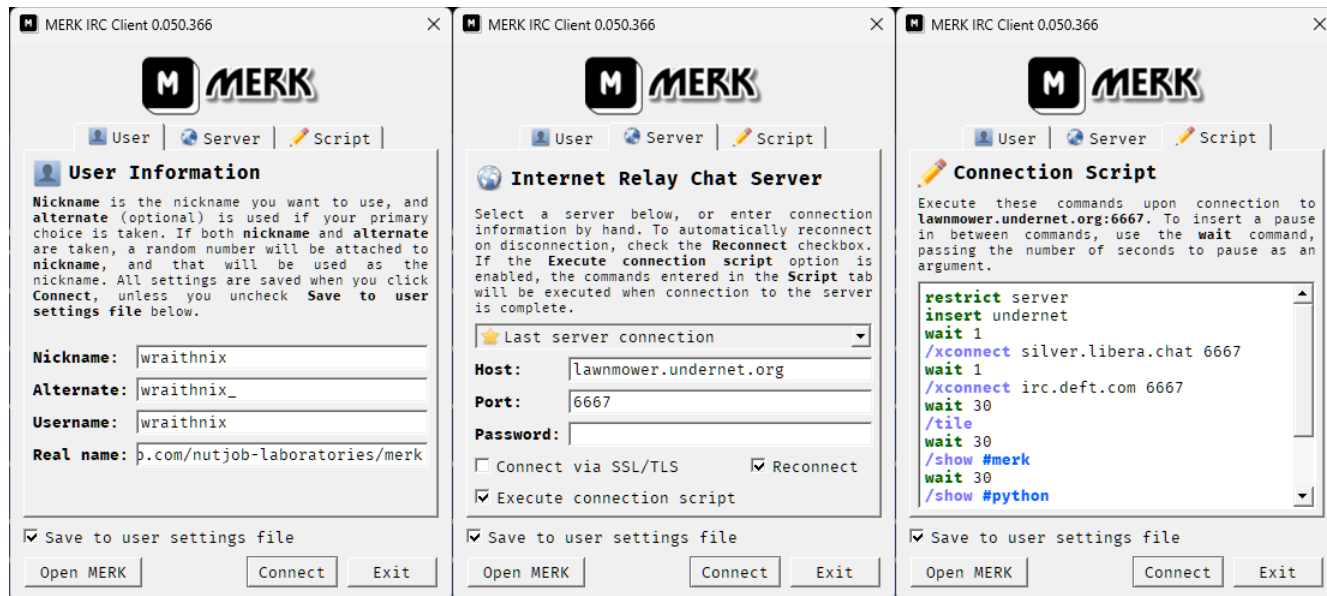 MERK IRC Client 0.050.366
M MERK
User Server Script
User Information
Nickname is the nickname you want to use, and
alternate (optional) is used if your primary
choice is taken. If both nickname and alternate
are taken, a random number will be attached to
nickname, and that will be used as the
nickname. All settings are saved when you click
Connect, unless you uncheck Save to user
settings file below.
Nickname: wraithnix
Alternate: wraithnix_
Username: wraithnix
Real name: o.com/nutjob-laboratories/merk
Save to user settings file
Open MERK Connect Exit
MERK IRC Client 0.050.366
M MERK
User Server Script
Internet Relay Chat Server
Select a server below, or enter connection
information by hand. To automatically reconnect
on disconnection, check the Reconnect checkbox.
If the Execute connection script option is
enabled, the commands entered in the Script tab
will be executed when connection to the server
is complete.
Last server connection
Host: lawnmower.undernet.org
Port: 6667
Password:
Connect via SSL/TLS Reconnect
Execute connection script
Save to user settings file
Open MERK Connect Exit
MERK IRC Client 0.050.366
M MERK
User Server Script
Connection Script
Execute these commands upon connection to
lawnmower.undernet.org:6667. To insert a pause
in between commands, use the wait command,
passing the number of seconds to pause as an
argument.
restrict server
insert undernet
wait 1
/xconnect silver.libera.chat 6667
wait 1
/xconnect irc.deft.com 6667
wait 30
/tile
wait 30
/show #merk
wait 30
/show #python
Save to user settings file
Open MERK Connect Exit